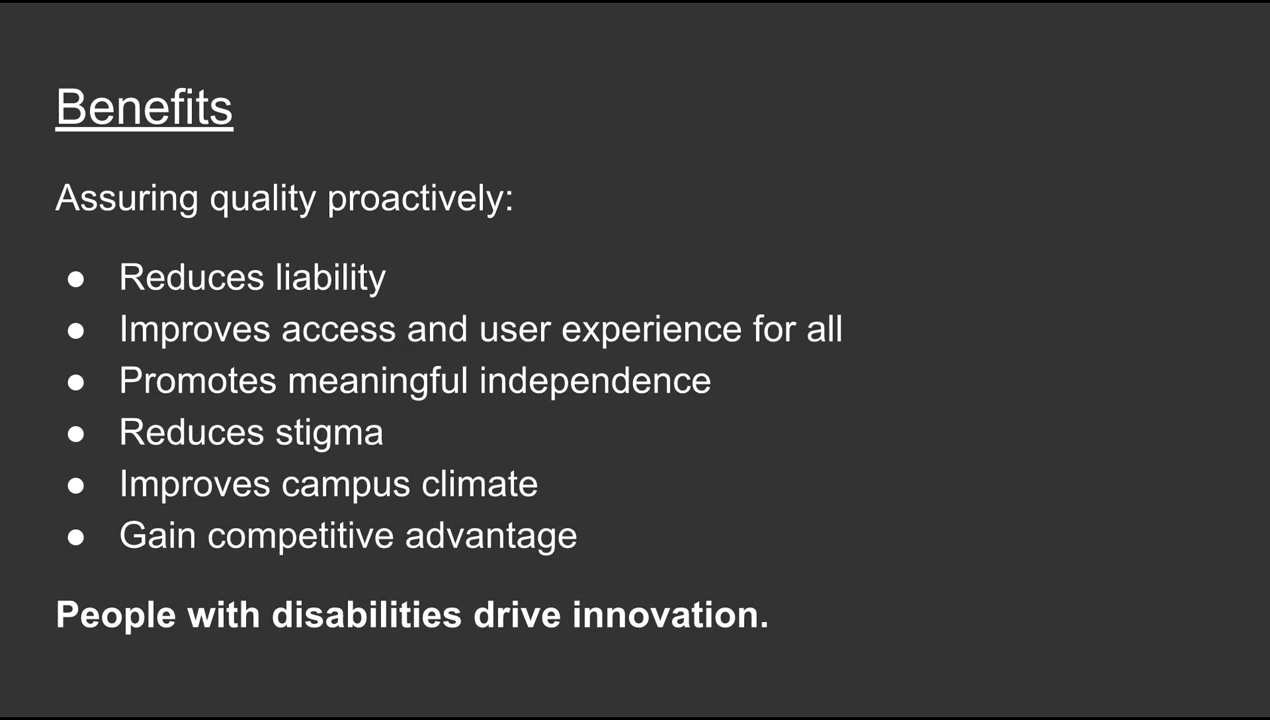 Benefits
Assuring quality proactively:
● Reduces liability
● Improves access and user experience for all
● Promotes meaningful independence
● Reduces stigma
● Improves campus climate
● Gain competitive advantage
People with disabilities drive innovation.